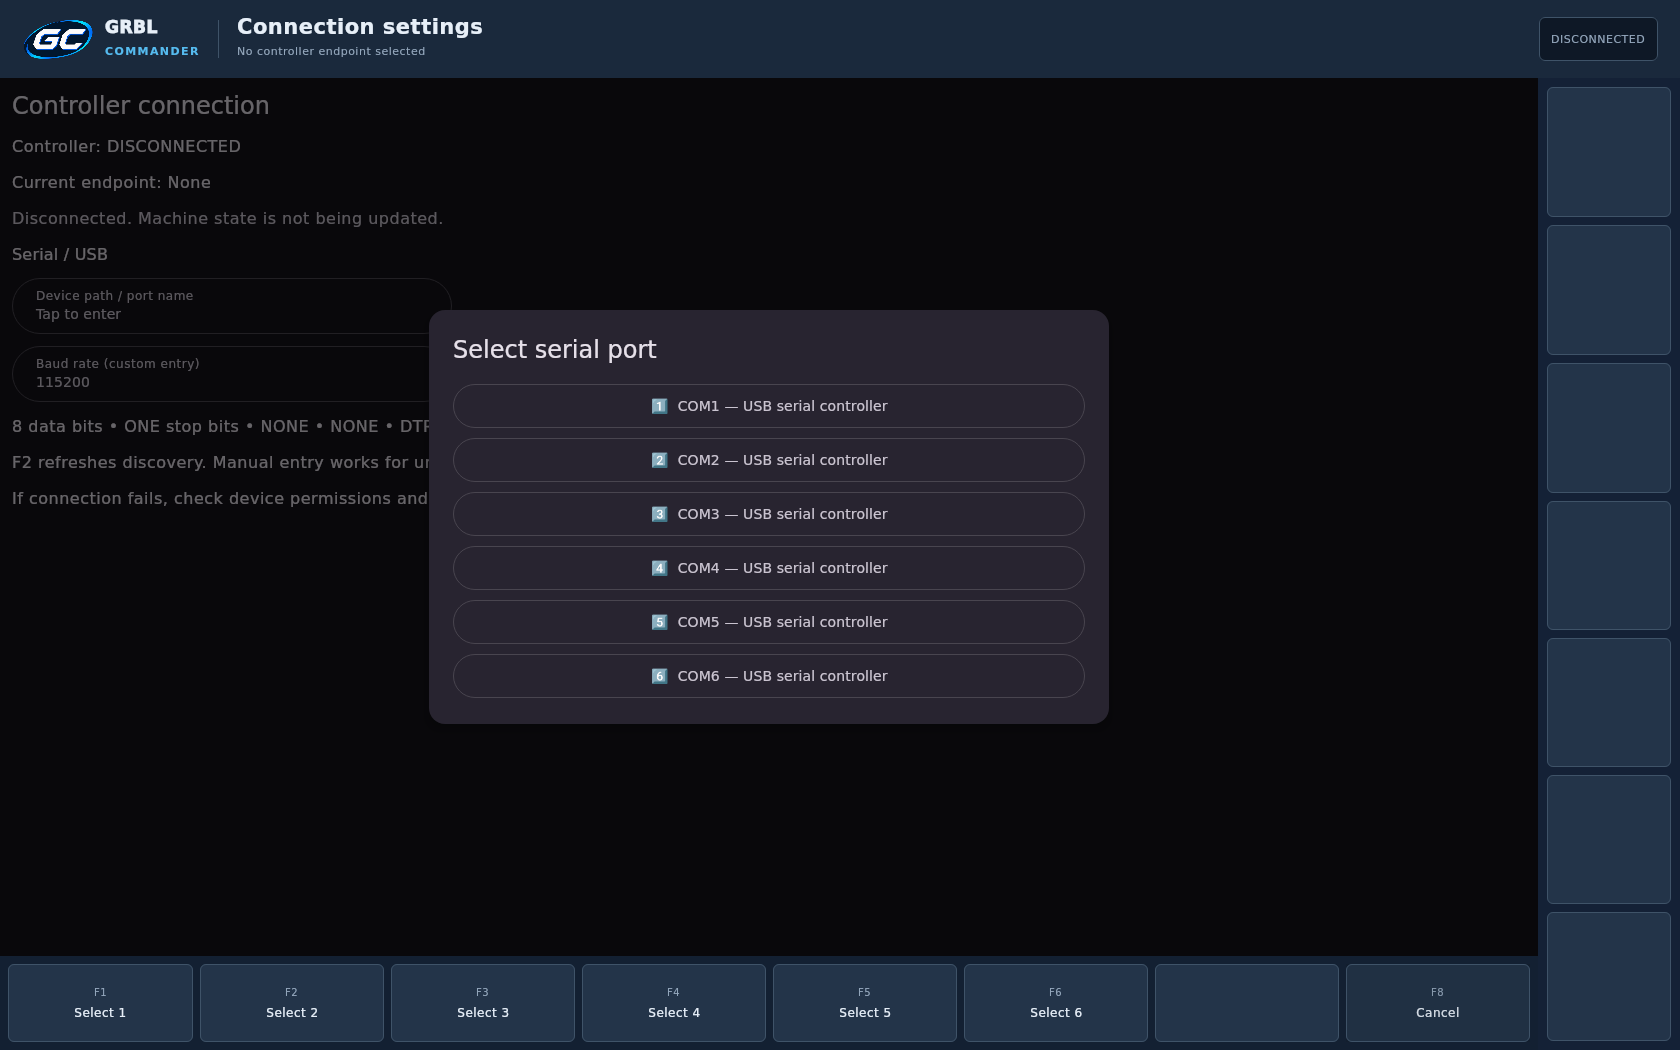 GC
GRBL
COMMANDER
Connection settings
No controller endpoint selected
DISCONNECTED
Controller connection
Controller: DISCONNECTED
Current endpoint: None
Disconnected. Machine state is not being updated.
Serial / USB
Device path / port name
Tap to enter
Baud rate (custom entry)
115200
8 data bits • ONE stop bits • NONE • NONE •
F2 refreshes discovery. Manual entry works for
If connection fails, check device permissions and
Select serial port
1 COM1 — USB serial controller
2 COM2 — USB serial controller
3 COM3 — USB serial controller
4 COM4 — USB serial controller
5 COM5 — USB serial controller
6 COM6 — USB serial controller
F1
Select 1
F2
Select 2
F3
Select 3
F4
Select 4
F5
Select 5
F6
Select 6
F8
Cancel